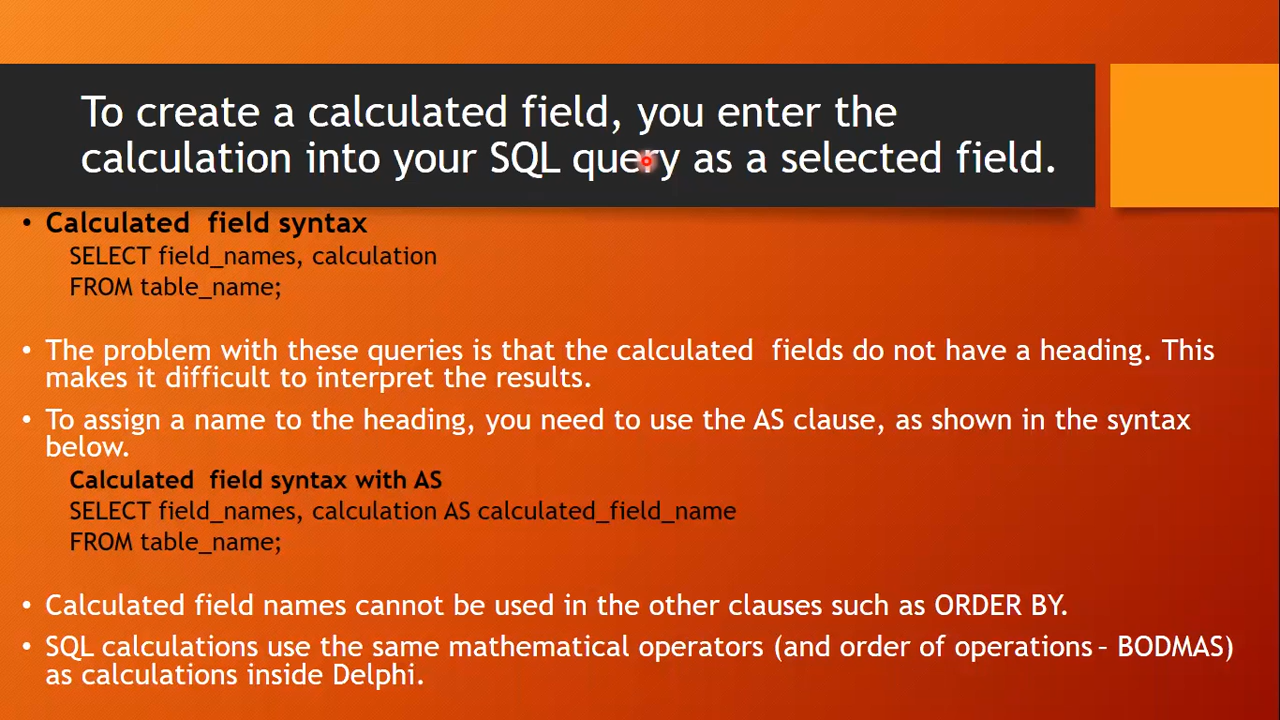 To create a calculated field, you enter the
calculation into your SQL query as a selected field.
• Calculated  field syntax
SELECT field_names, calculation
FROM table_name;
• The problem with these queries is that the calculated  fields do not have a heading. This
makes it difficult to interpret the results.
• To assign a name to the heading, you need to use the AS clause, as shown in the syntax
below.
Calculated  field syntax with AS
SELECT field_names, calculation AS calculated_field_name
FROM table_name;
• Calculated field names cannot be used in the other clauses such as ORDER BY.
• SQL calculations use the same mathematical operators (and order of operations – BODMAS)
as calculations inside Delphi.